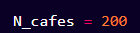 N_cafes = 200